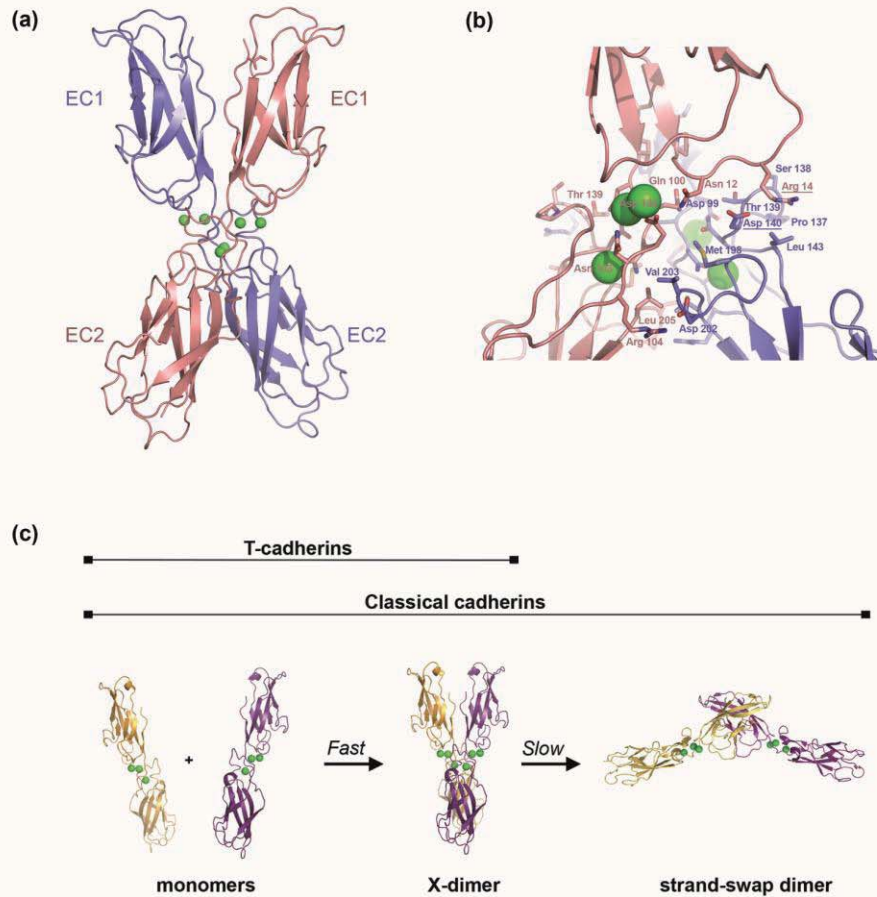 (a)
EC1
EC1
EC2
EC2
(b)
Ser 138
Gln 100
Asn 12
Arg 14
Thr 139
Asp 99
Thr 139
Asp 140
Pro 137
Met 198
Leu 143
Asn
Val 203
Leu 205
Asp 202
Arg 104
(c)
T-cadherins
Classical cadherins
Fast
Slow
+
monomers
X-dimer
strand-swap dimer